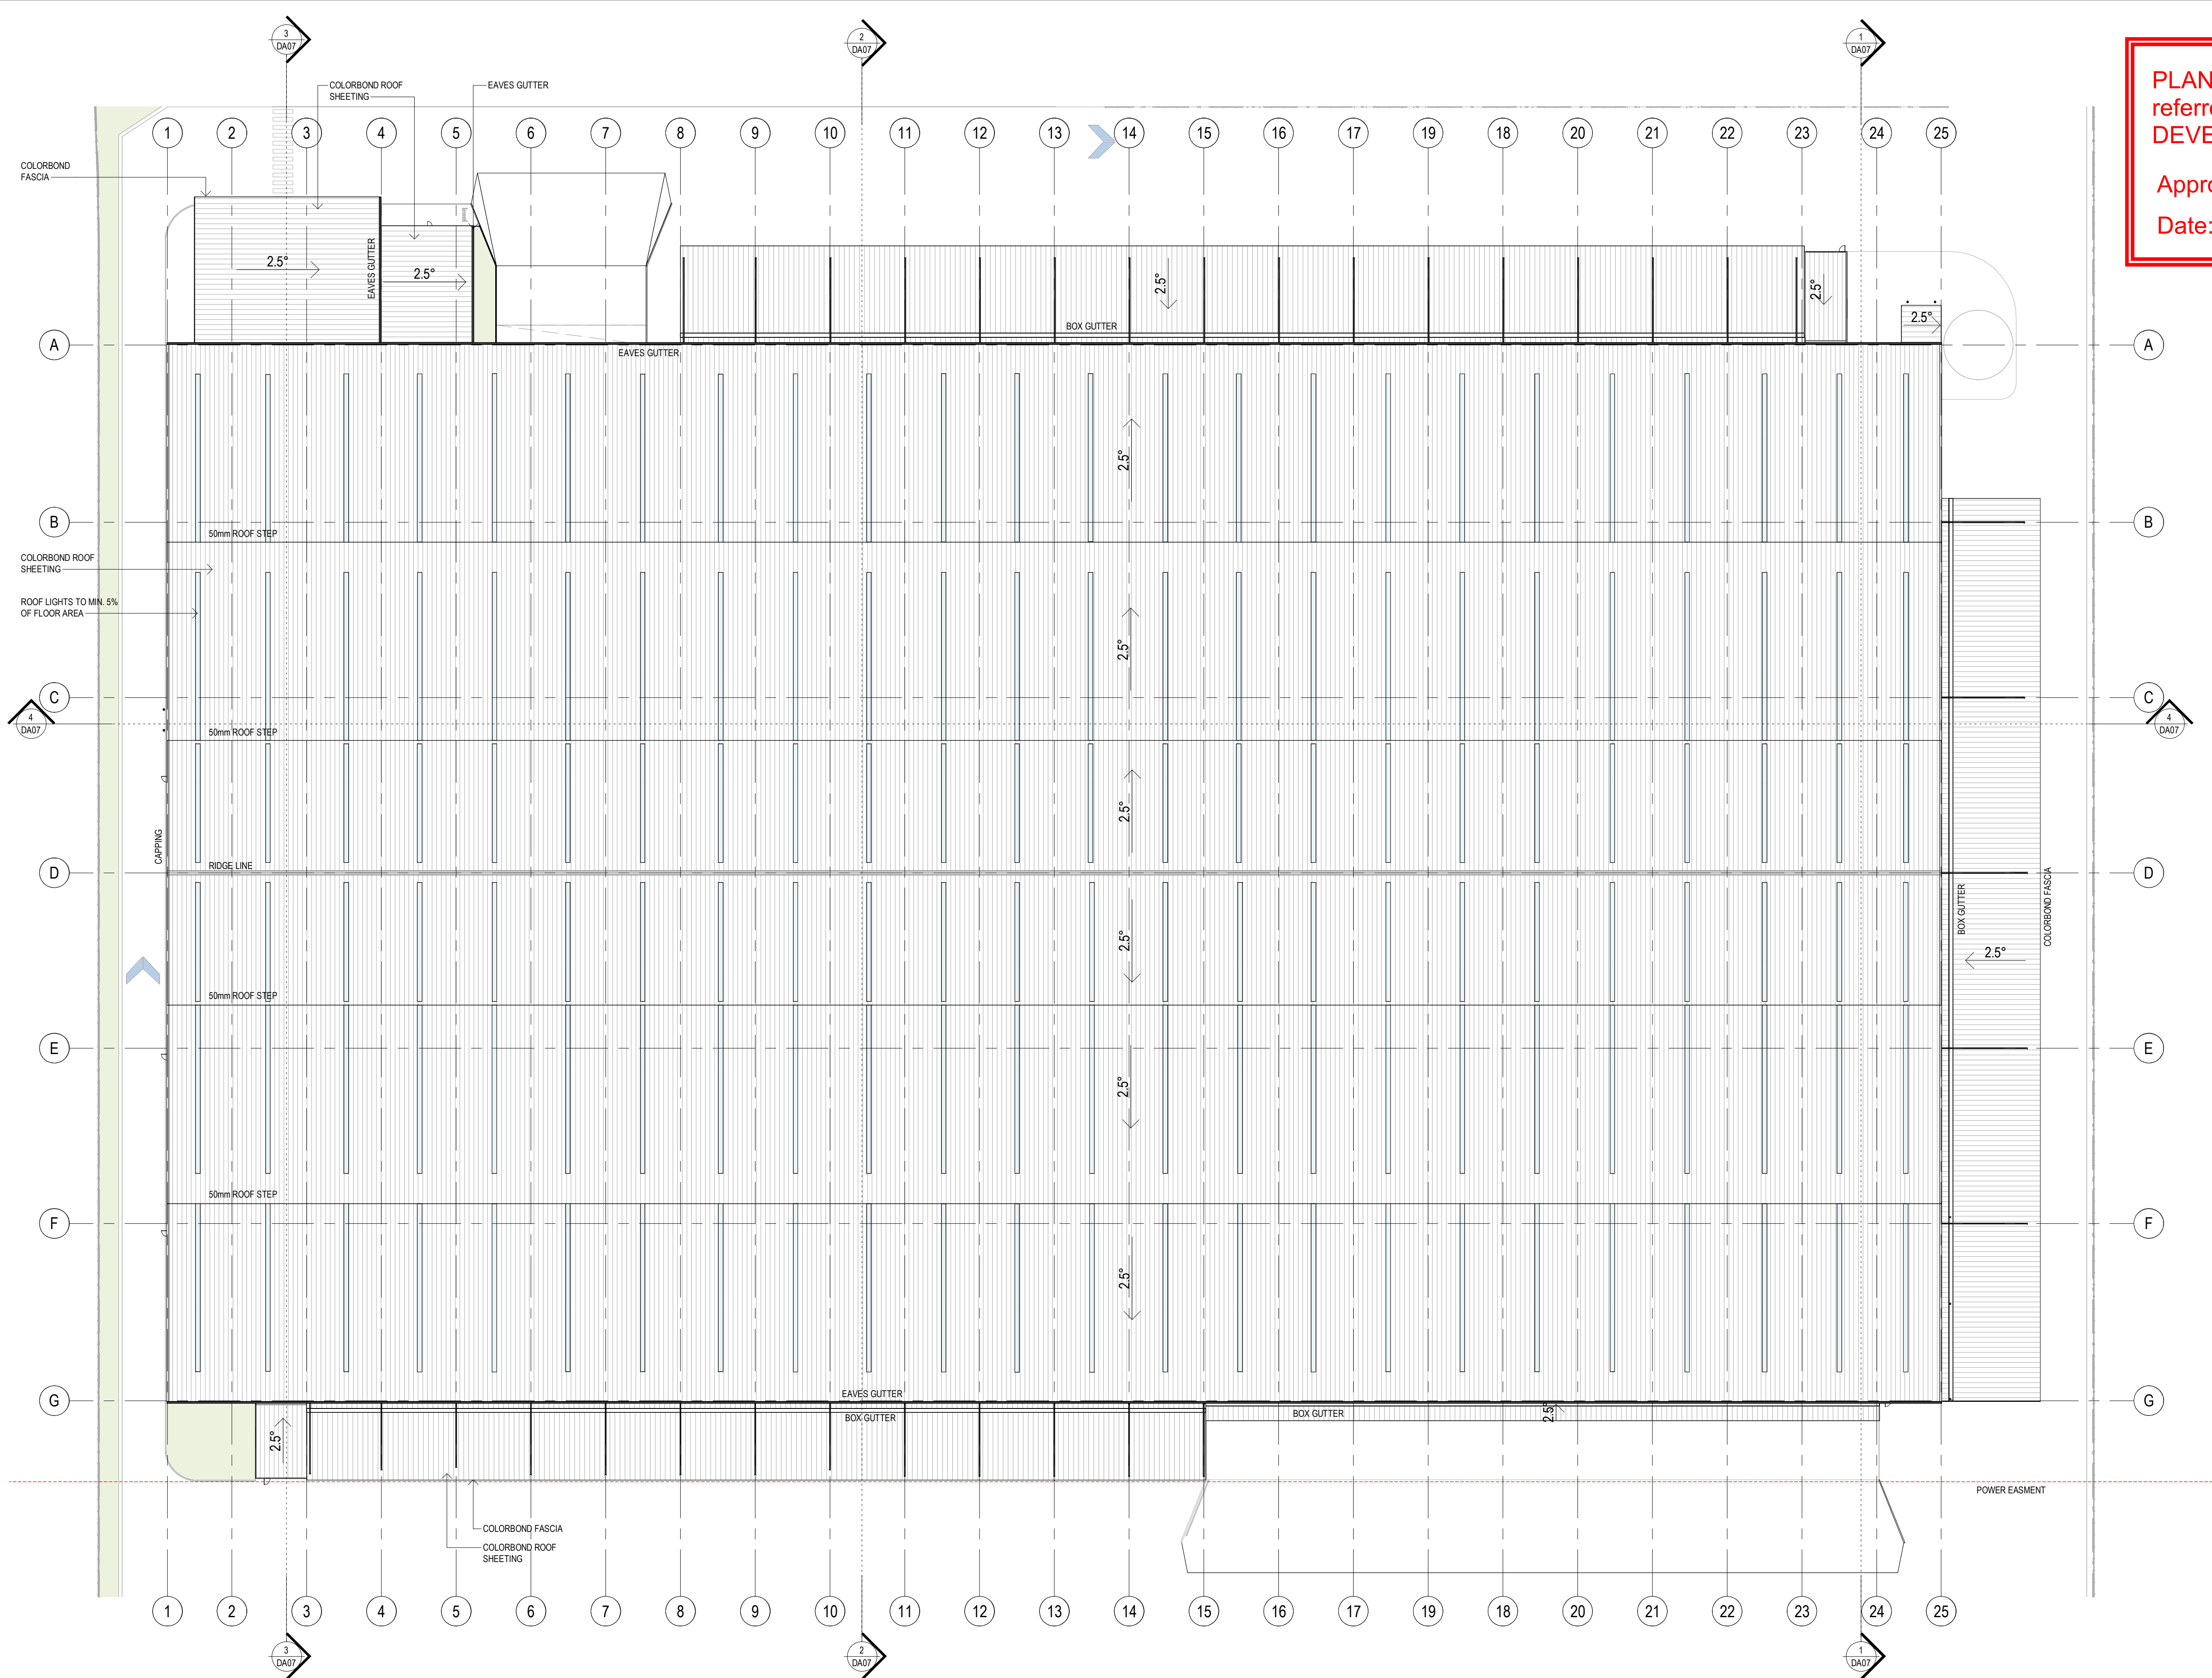 3
DA07
2
DA07
1
DA07
PLAN
referr
DEVE
Appro
Date:
COLORBOND ROOF
SHEETING
EAVES GUTTER
1 2 3 4 5 6 7 8 9 10 11 12 13 14 15 16 17 19 18 20 21 22 23 24 25
COLORBOND
FASCIA
2.5°
EAVES GUTTER
2.5°
2.5°
2.5°
2.5°
BOX GUTTER
A
EAVES GUTTER
A
2.5°
B
50mm ROOF STEP
B
COLORBOND ROOF
SHEETING
ROOF LIGHTS TO MIN. 5%
OF FLOOR AREA
2.5°
C
C
4
DA07
50mm ROOF STEP
4
DA07
2.5°
CAPPING
RIDGE LINE
D
D
BOX GUTTER
COLORBOND FASCIA
2.5°
2.5°
50mm ROOF STEP
E
E
2.5°
50mm ROOF STEP
F
F
2.5°
EAVES GUTTER
G
G
BOX GUTTER
BOX GUTTER
2.5°
2.5°
POWER EASMENT
COLORBOND FASCIA
COLORBOND ROOF
SHEETING
1 2 3 4 5 6 7 8 9 10 11 12 13 14 15 16 17 19 18 20 21 22 23 24 25
3
DA07
2
DA07
1
DA07